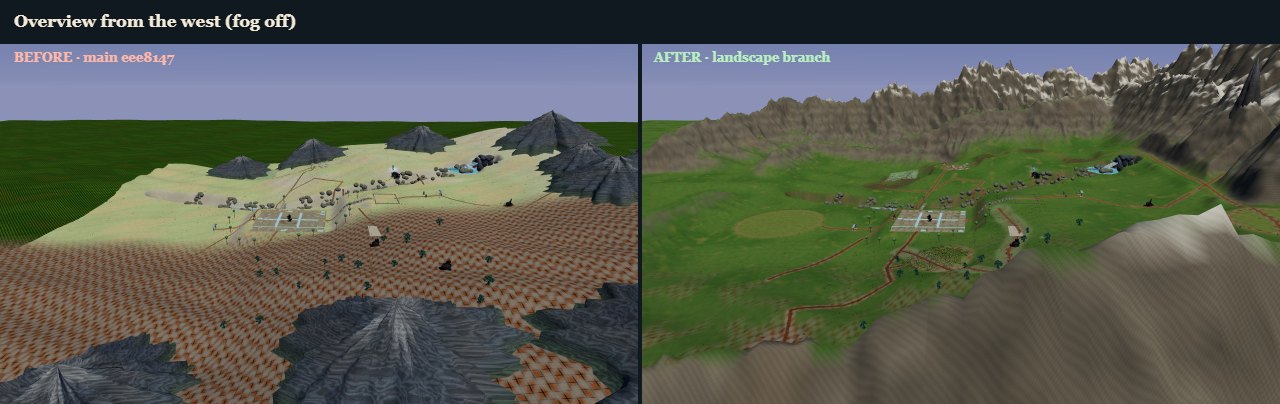 Overview from the west (fog off)
BEFORE - main eee8147
AFTER - landscape branch